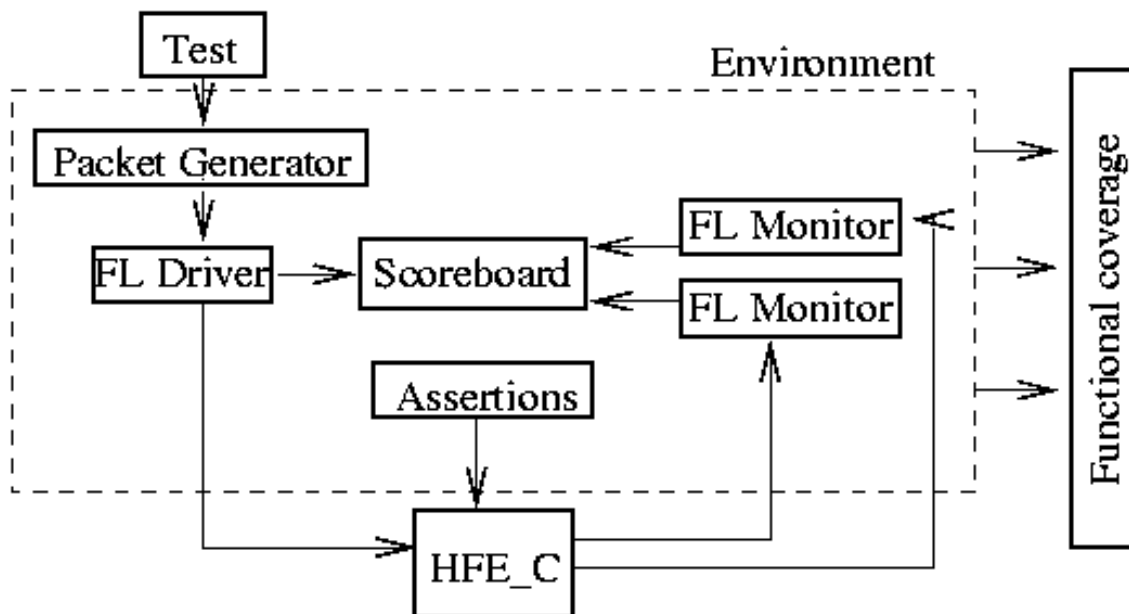 Test
Environment
Packet Generator
FL Monitor
FL Driver
Scoreboard
FL Monitor
Assertions
HFE_C
Functional coverage